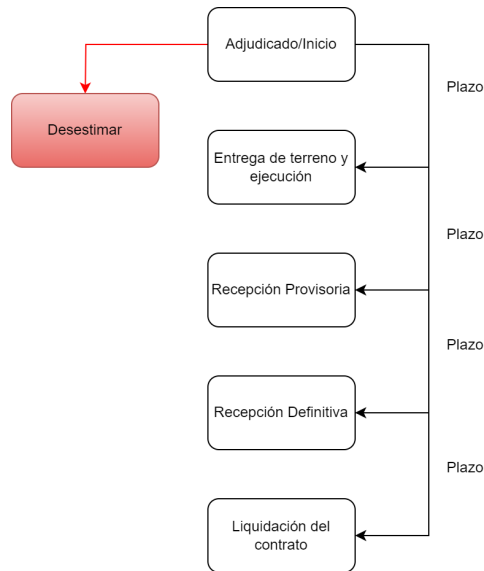 Adjudicado/Inicio
Plazo
Desestimar
Entrega de terreno y
ejecución
Plazo
Recepción Provisoria
Plazo
Recepción Definitiva
Plazo
Liquidación del
contrato